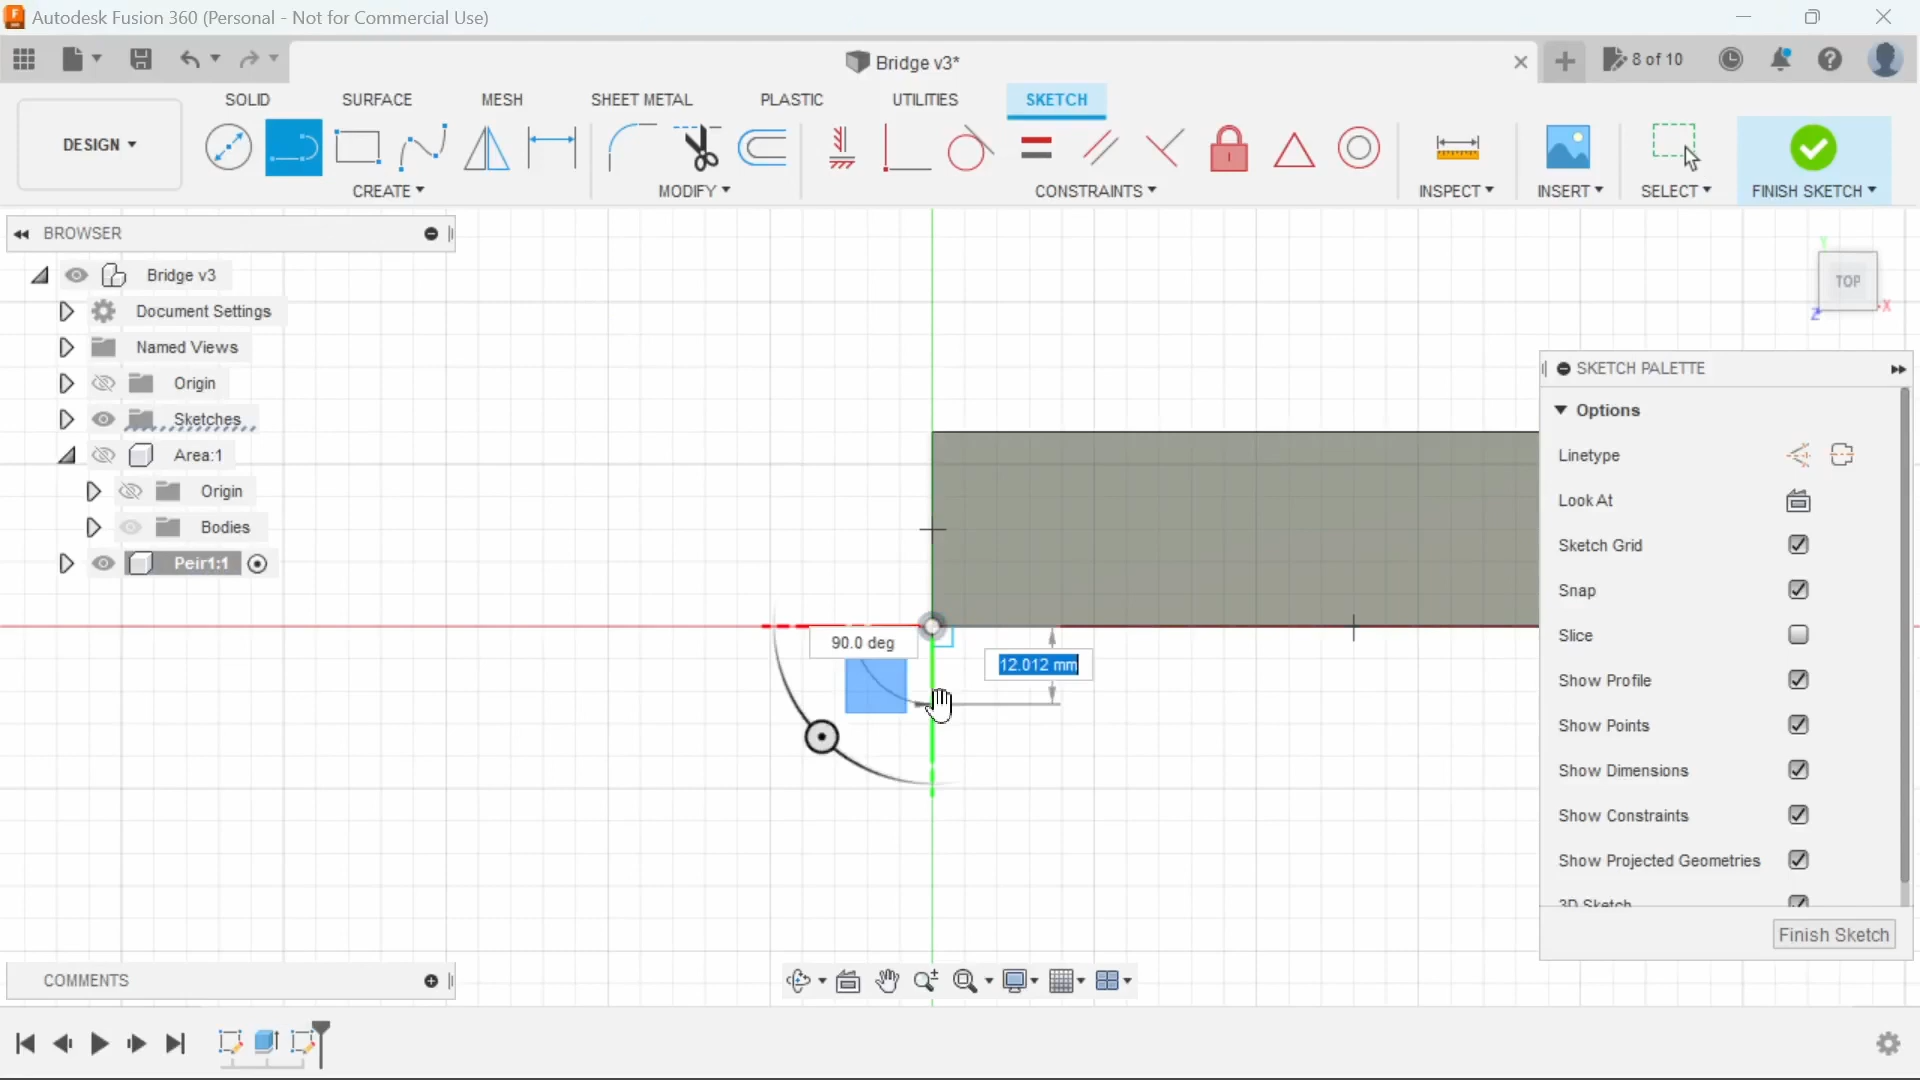 Autodesk Fusion 360 (Personal - Not for Commercial Use)
Bridge v3*
8 of 10
SOLID
SURFACE
MESH
SHEET METAL
PLASTIC
UTILITIES
SKETCH
DESIGN
CREATE
MODIFY
CONSTRAINTS
INSPECT
INSERT
SELECT
FINISH SKETCH
BROWSER
Bridge v3
Document Settings
Named Views
Origin
Sketches
Area:1
Origin
Bodies
Peir1:1
90.0 deg
12.012 mm
Y
TOP
X
Z
SKETCH PALETTE
Options
Linetype
Look At
Sketch Grid
Snap
Slice
Show Profile
Show Points
Show Dimensions
Show Constraints
Show Projected Geometries
3D Sketch
Finish Sketch
COMMENTS